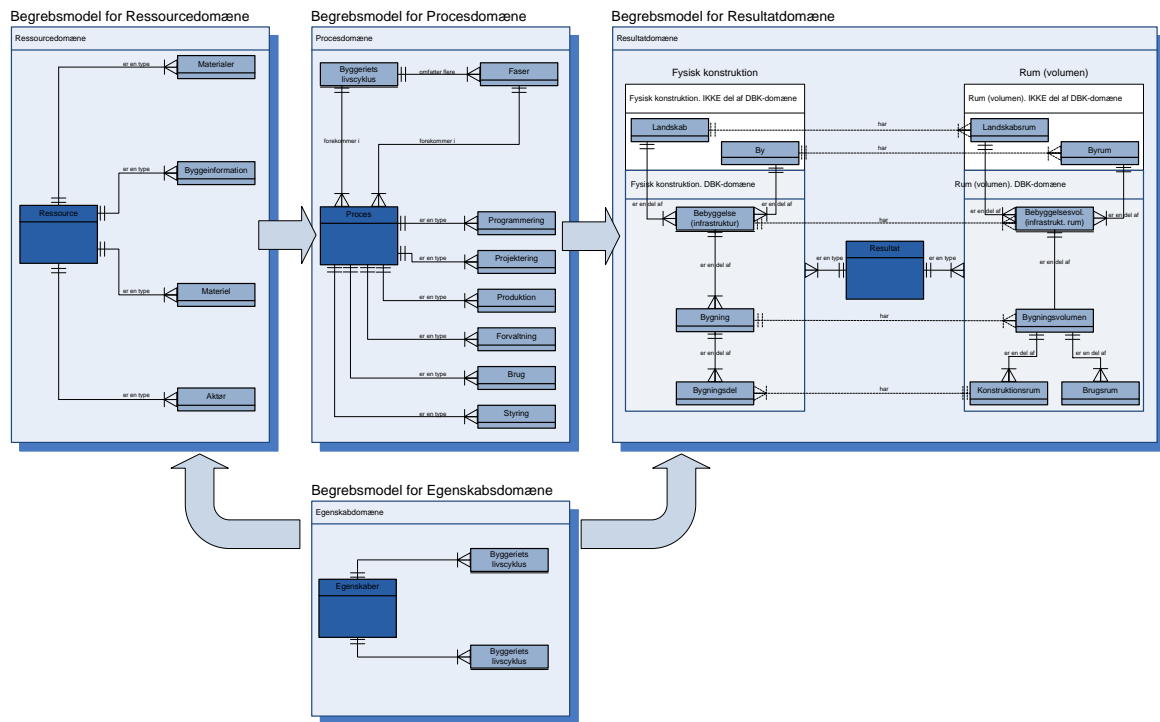 Begrebsmodel for Ressourcedomæne
Ressourcedomæne
er en type
Materialer
er en type
Byggeinformation
Ressource
er en type
Materiel
er en type
Aktør
Begrebsmodel for Procesdomæne
Procesdomæne
Byggeriets
livscyklus
omfatter flere
Faser
forekommer i
forekommer i
Proces
er en type
Programmering
er en type
Projektering
er en type
Produktion
er en type
Forvaltning
er en type
Brug
er en type
Styring
Begrebsmodel for Resultatdomæne
Resultatdomæne
Fysisk konstruktion
Rum (volumen)
Fysisk konstruktion. IKKE del af DBK-domæne
Rum (volumen). IKKE del af DBK-domæne
Landskab
har
Landskabsrum
By
har
Byrum
Fysisk konstruktion. DBK-domæne
Rum (volumen). DBK-domæne
er en del af
er en del af
Bebyggelse
(infrastruktur)
har
er en del af
er en del af
Bebyggelsesvol.
(infrastrukt. rum)
er en type
Resultat
er en type
er en del af
er en del af
Bygning
har
Bygningsvolumen
er en del af
er en del af
er en del af
Bygningsdel
har
Konstruktionsrum
Brugsrum
Begrebsmodel for Egenskabsdomæne
Egenskabdomæne
Byggeriets
livscyklus
Egenskaber
Byggeriets
livscyklus